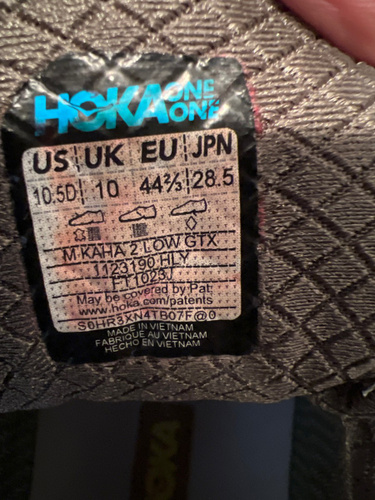 HOKA ONE ONE
US UK EU JPN
10.5D 10 44⅔ 28.5
M KAHA 2 LOW GTX
1123190 HLY
FT1023J
May be covered by Pat:
www.hoka.com/patents
S0HR3XN4TB07F@0
MADE IN VIETNAM
FABRIQUÉ AU VIETNAM
HECHO EN VIETNAM
HOKA